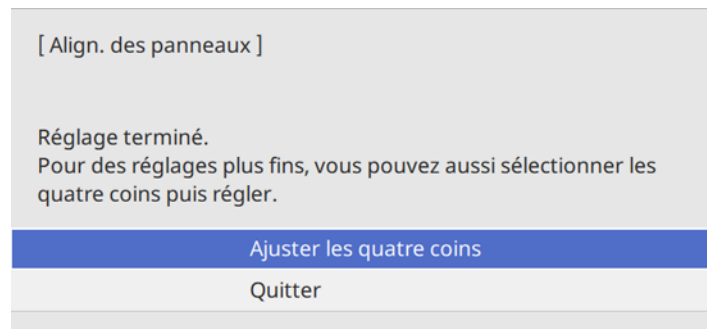 [ Align. des panneaux ]
Réglage terminé.
Pour des réglages plus fins, vous pouvez aussi sélectionner les
quatre coins puis régler.
Ajuster les quatre coins
Quitter